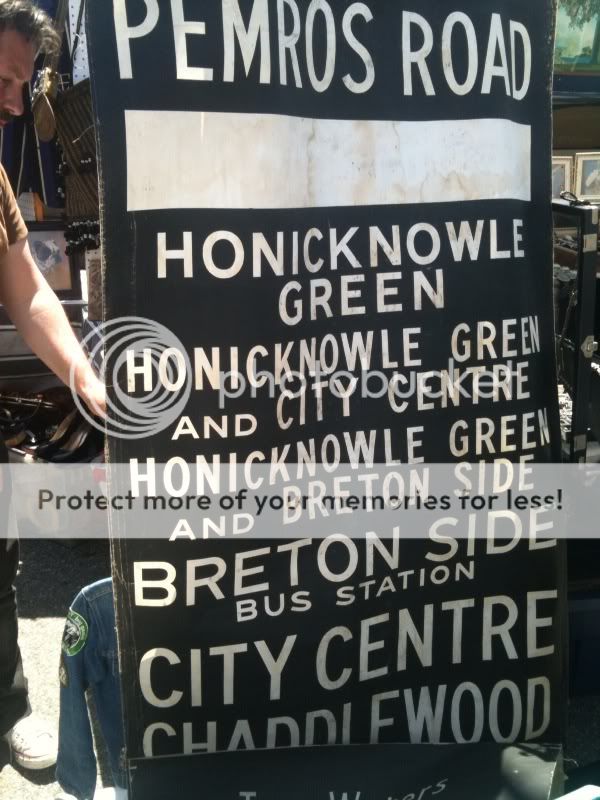 PEMROS ROAD
HONICKNOWLE
GREEN
HONICKNOWLE GREEN
AND CITY CENTRE
photobucket
HONICKNOWLE GREEN
AND BRETON SIDE
Protect more of your memories for less!
BRETON SIDE
BUS STATION
CITY CENTRE
CHADDLEWOOD